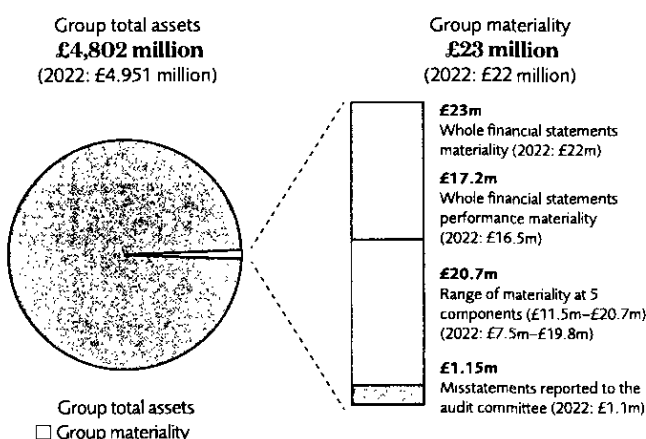 Group total assets
£4,802 million
(2022: £4.951 million)
Group materiality
£23 million
(2022: £22 million)
£23m
Whole financial statements
materiality (2022: £22m)
£17.2m
Whole financial statements
performance materiality
(2022: £16.5m)
£20.7m
Range of materiality at 5
components (£11.5m–£20.7m)
(2022: £7.5m–£19.8m)
£1.15m
Misstatements reported to the
audit committee (2022: £1.1m)
Group total assets
Group materiality